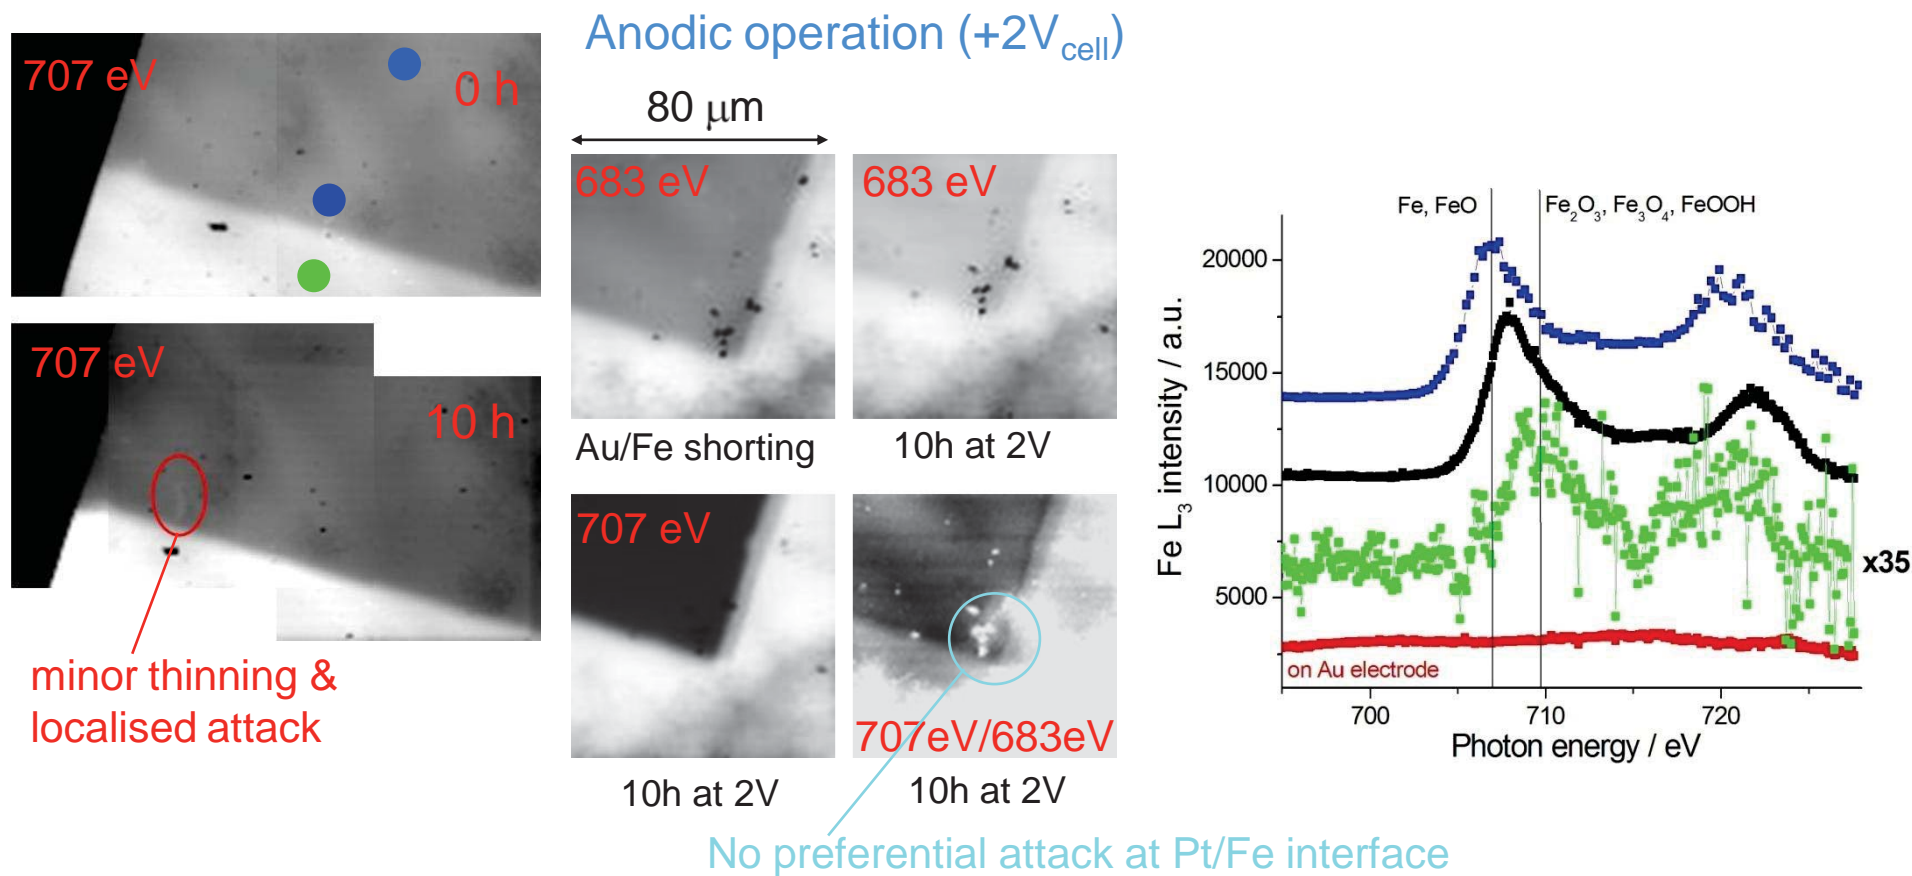 Anodic operation (+2Vcell)
707 eV
0 h
707 eV
10 h
minor thinning &
localised attack
80 μm
683 eV
683 eV
Au/Fe shorting
10h at 2V
707 eV
707eV/683eV
10h at 2V
10h at 2V
No preferential attack at Pt/Fe interface
Fe, FeO
Fe₂O₃, Fe₃O₄, FeOOH
Fe L₃ intensity / a.u.
20000
15000
10000
5000
x35
on Au electrode
700
710
720
Photon energy / eV